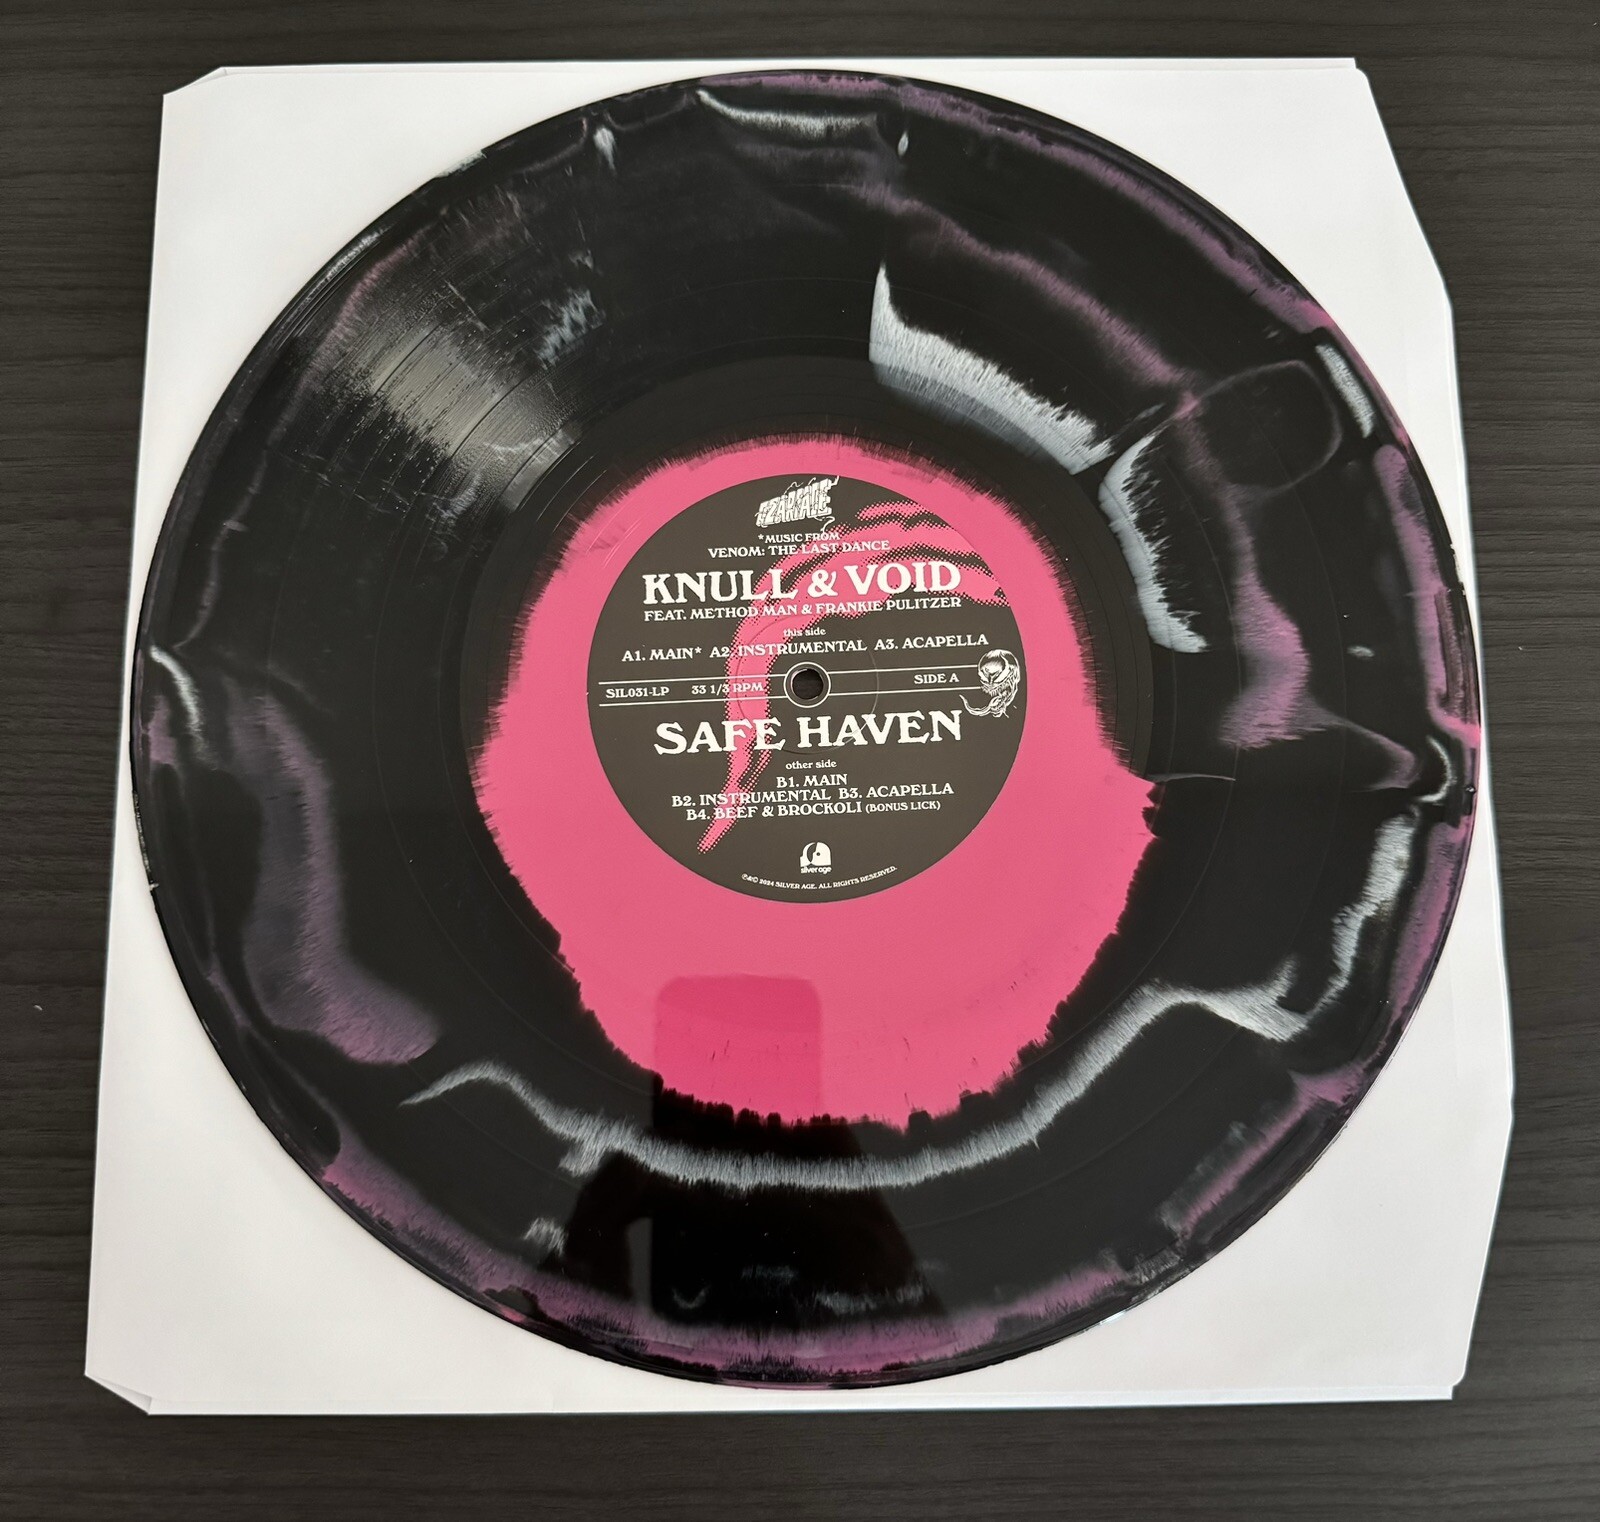 CZARFACE
*MUSIC FROM
VENOM: THE LAST DANCE
KNULL & VOID
FEAT. METHOD MAN & FRANKIE PULITZER
this side
A1. MAIN* A2. INSTRUMENTAL A3. ACAPELLA
SIL031-LP 33 1/3 RPM SIDE A
SAFE HAVEN
other side
B1. MAIN
B2. INSTRUMENTAL B3. ACAPELLA
B4. BEEF & BROCKOLI (BONUS LICK)
silver age
℗&© 2024 SILVER AGE. ALL RIGHTS RESERVED.